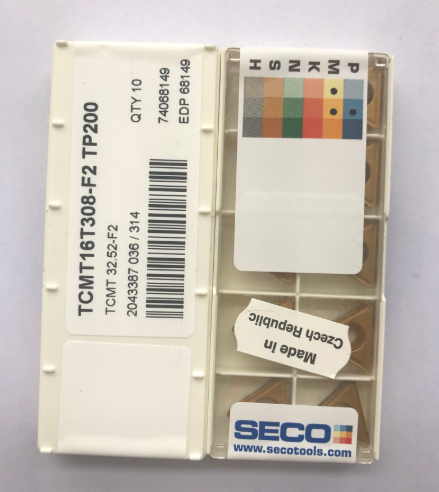 TCMT16T308-F2 TP200
TCMT 32.52-F2
QTY 10
2043387 036 / 314
74068149
EDP 68149
P M K N S H
Made in
Czech Republic
SECO
www.secotools.com